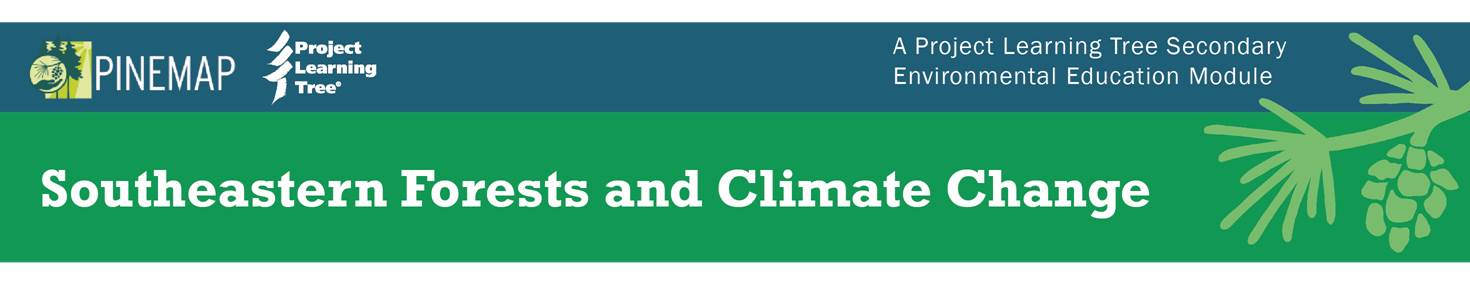 PINEMAP
Project
Learning
Tree®
A Project Learning Tree Secondary
Environmental Education Module
Southeastern Forests and Climate Change